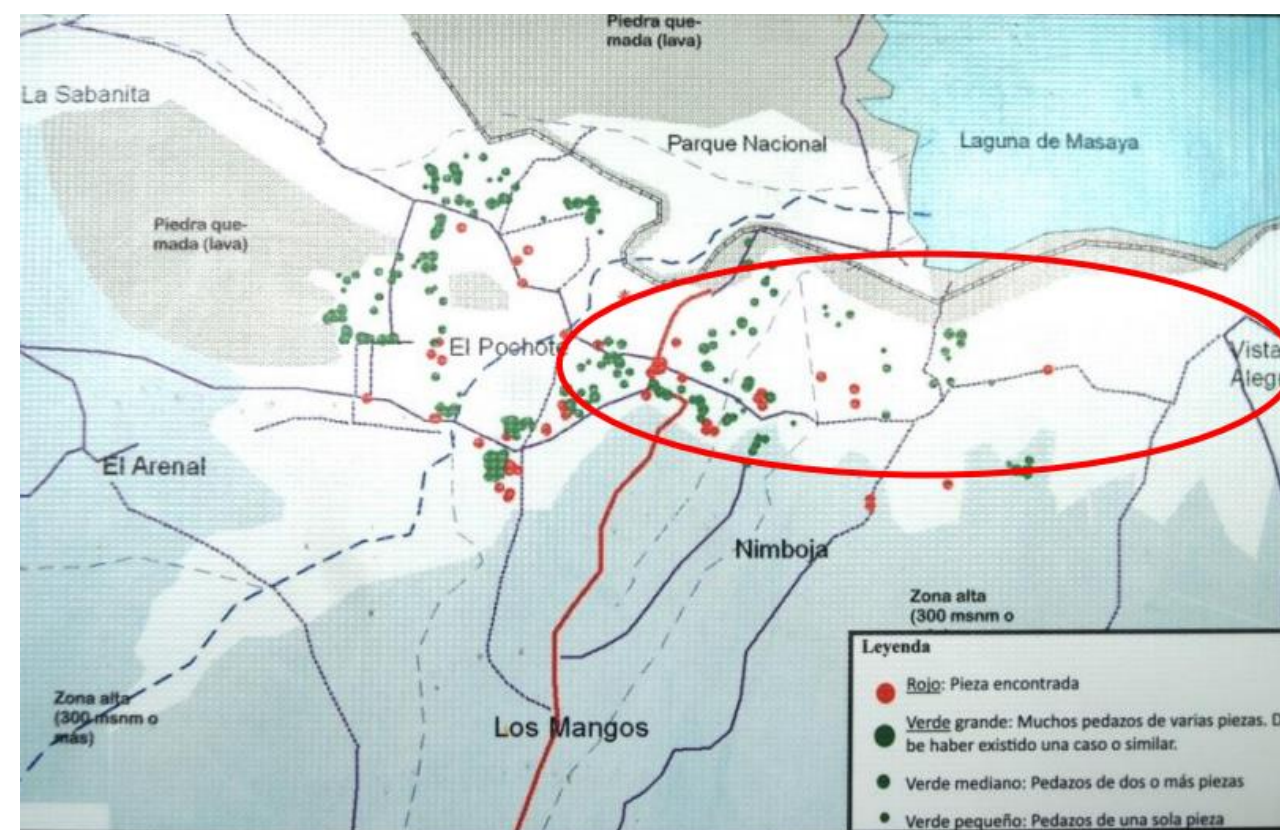 Piedra que-
mada (lava)
La Sabanita
Parque Nacional
Laguna de Masaya
Piedra que-
mada (lava)
El Pochote
Vista
Aleg
El Arenal
Nimboja
Zona alta
(300 msnm o
Zona alta
(300 msnm o
más)
Los Mangos
Leyenda
Rojo: Pieza encontrada
Verde grande: Muchos pedazos de varias piezas. D
be haber existido una caso o similar.
Verde mediano: Pedazos de dos o más piezas
Verde pequeño: Pedazos de una sola pieza